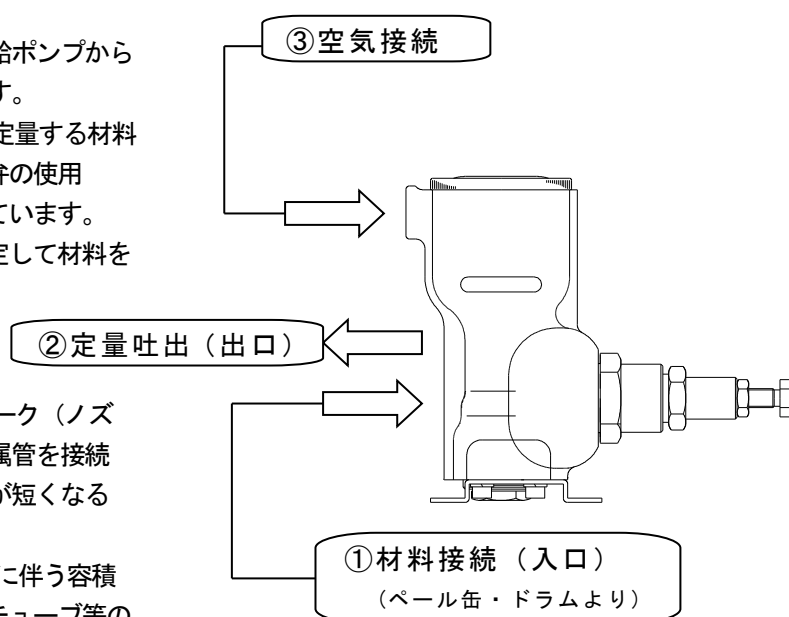 給ポンプから
す。
定量する材料
弁の使用
ています。
定して材料を
ーク（ノズ
属管を接続
が短くなる
に伴う容積
チューブ等の
③空気接続
②定量吐出（出口）
①材料接続（入口）
（ペール缶・ドラムより）